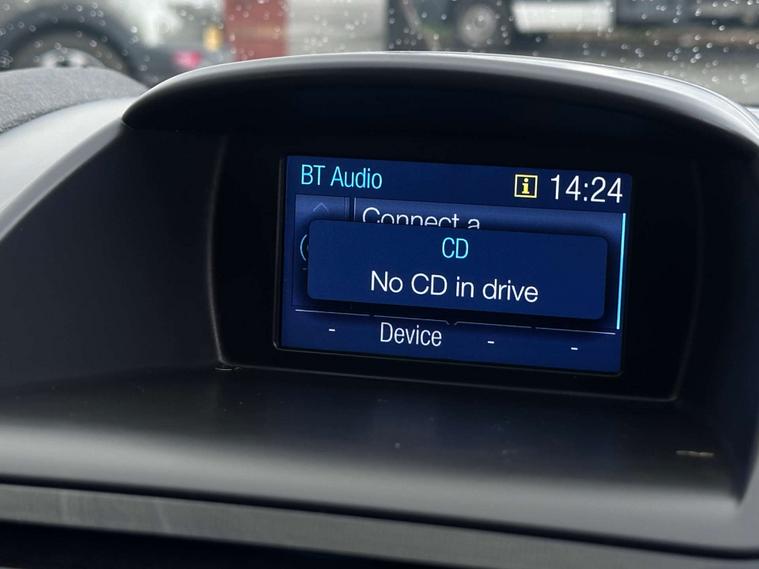 BT Audio
i 14:24
Connect a
CD
No CD in drive
- Device - -